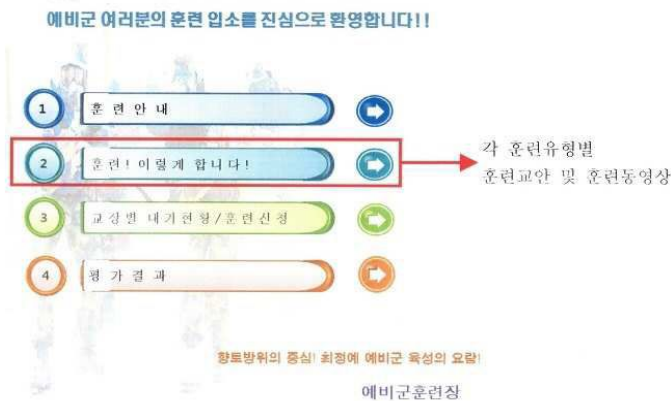 예비군 여러분의 훈련 입소를 진심으로 환영합니다!!
1 훈 련 안 내
2 훈 련! 이 렇 게 합 니 다!
각 훈련유형별
훈련교안 및 훈련동영상
3 교 장 별 대 기 현 황 / 훈 련 신 청
4 평 가 결 과
향토방위의 중심! 최정예 예비군 육성의 요람!
예비군훈련장